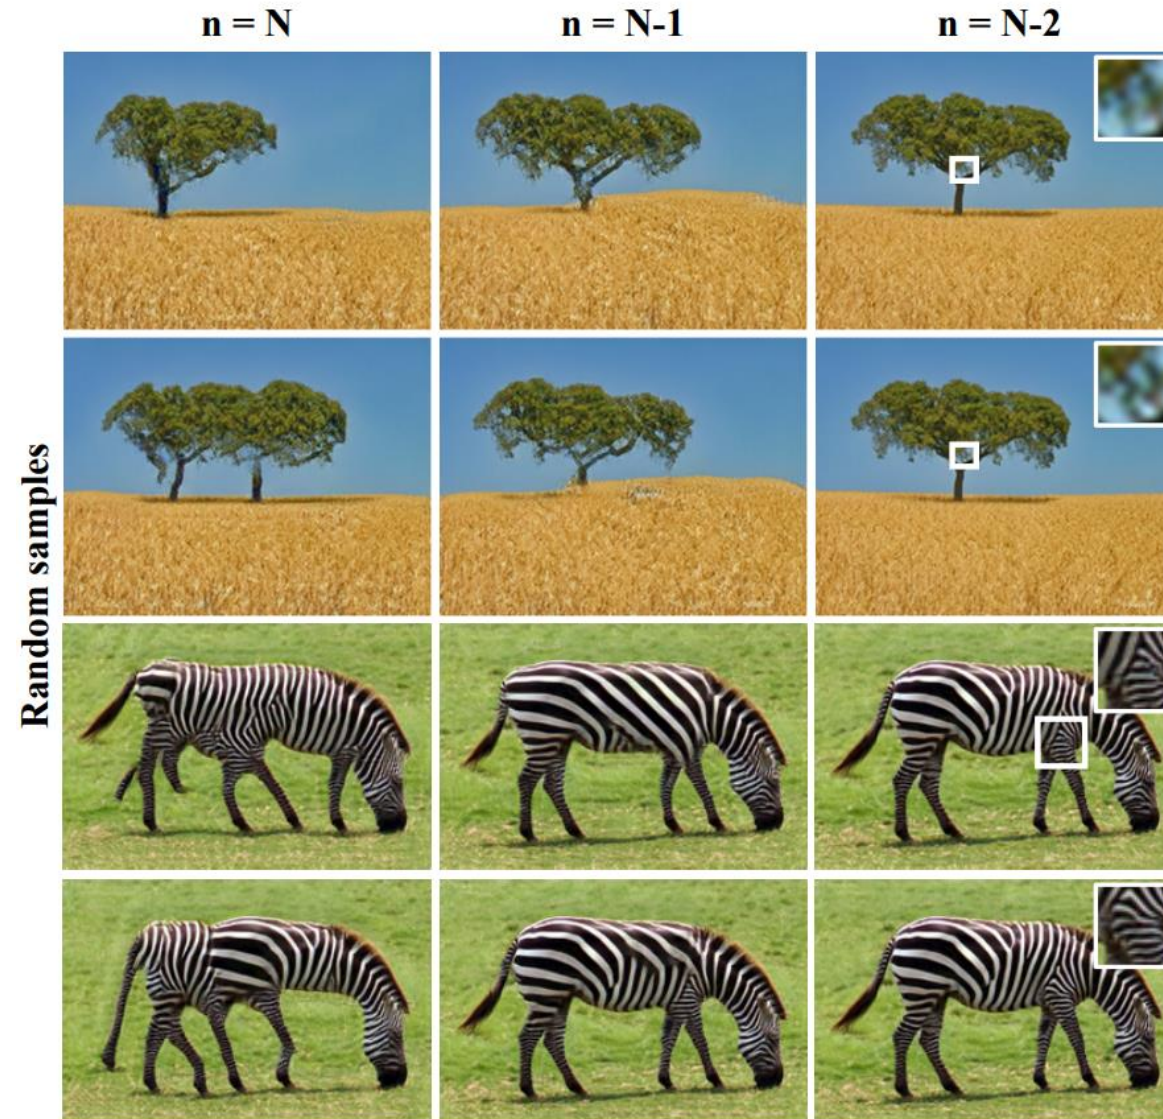 n = N
n = N-1
n = N-2
Random samples